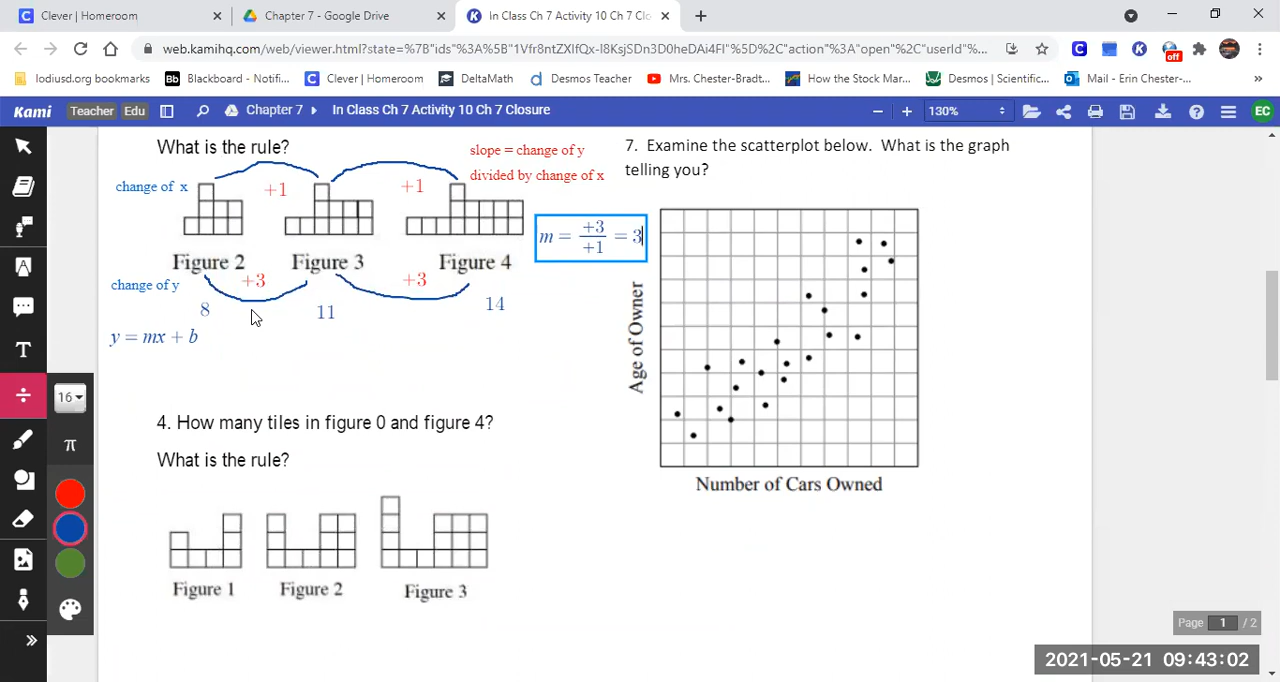 Clever | Homeroom
Chapter 7 - Google Drive
In Class Ch 7 Activity 10 Ch 7 Clo
web.kamihq.com/web/viewer.html?state=%7B"ids"%3A%5B"1Vfr8ntZXlfQx-I8KsjSDn3D0heDAi4FI"%5D%2C"action"%3A"open"%2C"userId"%...
off
lodiusd.org bookmarks
Blackboard - Notifi...
Clever | Homeroom
DeltaMath
Desmos Teacher
Mrs. Chester-Bradt...
How the Stock Mar...
Desmos | Scientific...
Mail - Erin Chester-...
»
Kami
Teacher
Edu
Chapter 7
In Class Ch 7 Activity 10 Ch 7 Closure
130%
EC
What is the rule?
slope = change of y
divided by change of x
change of x
+1
+1
m = +3/+1 = 3
Figure 2
Figure 3
Figure 4
change of y
+3
+3
8
11
14
y = mx + b
4. How many tiles in figure 0 and figure 4?
What is the rule?
Figure 1
Figure 2
Figure 3
7. Examine the scatterplot below. What is the graph
telling you?
Age of Owner
Number of Cars Owned
16
π
Page 1 / 2
2021-05-21 09:43:02